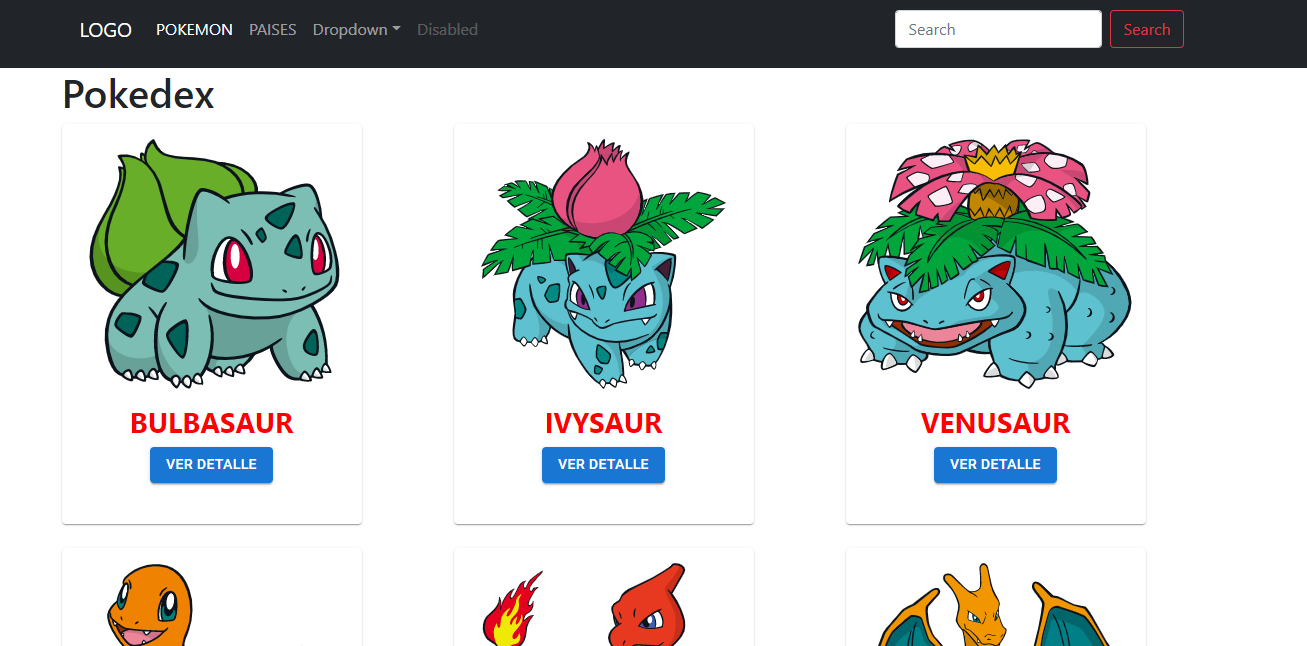 LOGO POKEMON PAISES Dropdown Disabled Search Search
Pokedex
BULBASAUR IVYSAUR VENUSAUR
VER DETALLE VER DETALLE VER DETALLE